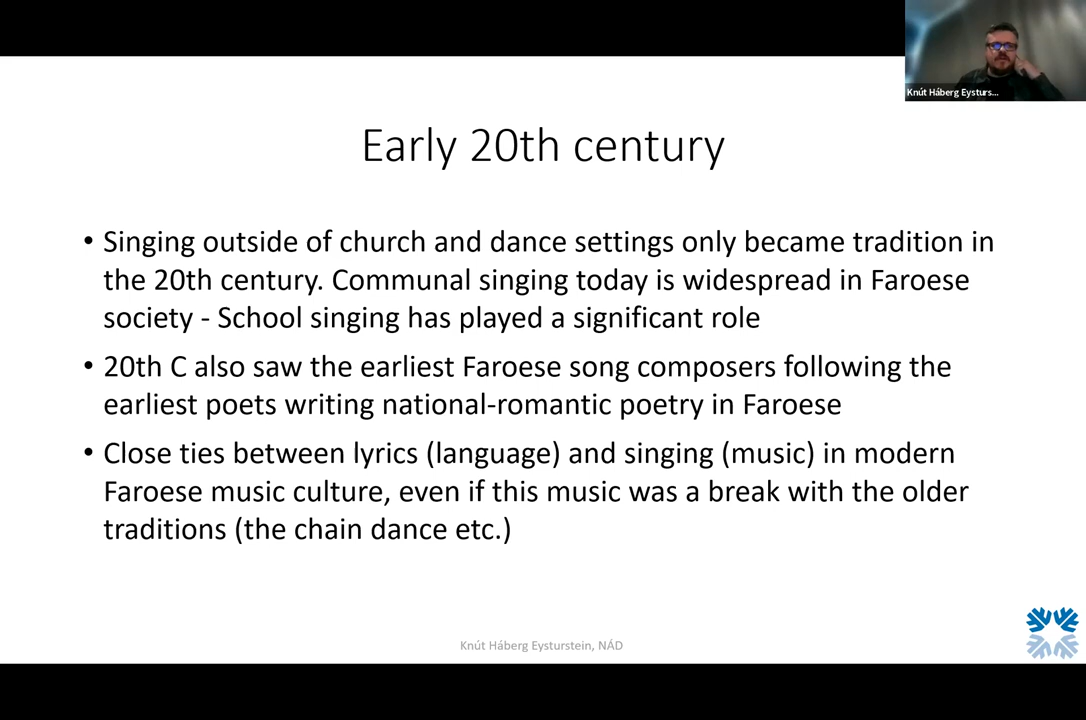 Knút Háberg Eysturs...
Early 20th century
• Singing outside of church and dance settings only became tradition in
the 20th century. Communal singing today is widespread in Faroese
society - School singing has played a significant role
• 20th C also saw the earliest Faroese song composers following the
earliest poets writing national-romantic poetry in Faroese
• Close ties between lyrics (language) and singing (music) in modern
Faroese music culture, even if this music was a break with the older
traditions (the chain dance etc.)
Knút Háberg Eysturstein, NÁD